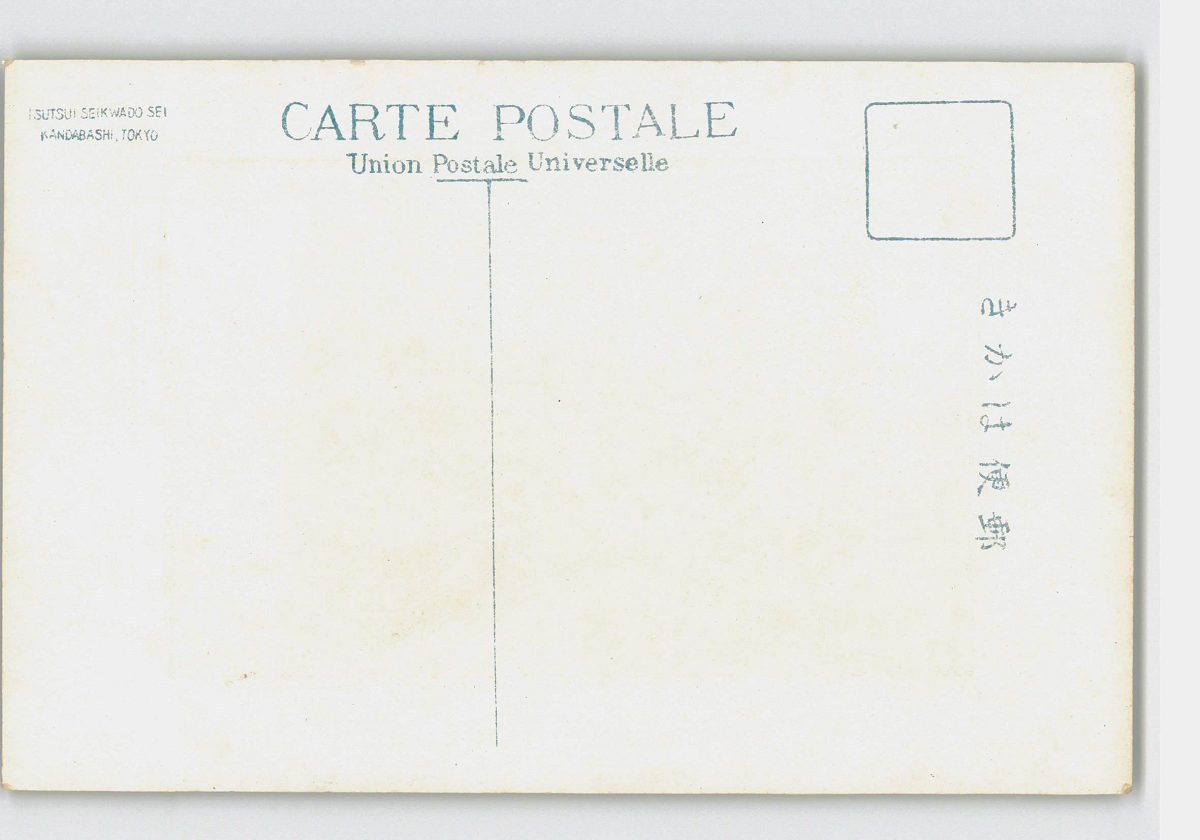 TSUTSUI SEIKWADO SEI
KANDABASHI, TOKYO
CARTE POSTALE
Union Postale Universelle
きかは便郵